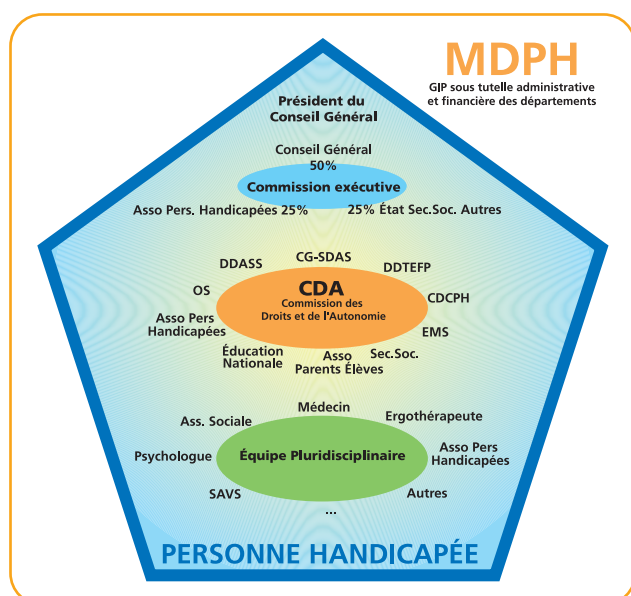 MDPH
GIP sous tutelle administrative
et financière des départements
Président du
Conseil Général
Conseil Général
50%
Commission exécutive
Asso Pers. Handicapées 25%
25% État Sec.Soc. Autres
CG-SDAS
DDASS
DDTEFP
OS
CDA
Commission des
Droits et de l'Autonomie
CDCPH
Asso Pers
Handicapées
EMS
Éducation
Nationale
Asso
Parents Élèves
Sec.Soc.
Médecin
Ass. Sociale
Ergothérapeute
Psychologue
Équipe Pluridisciplinaire
Asso Pers
Handicapées
SAVS
Autres
...
PERSONNE HANDICAPÉE